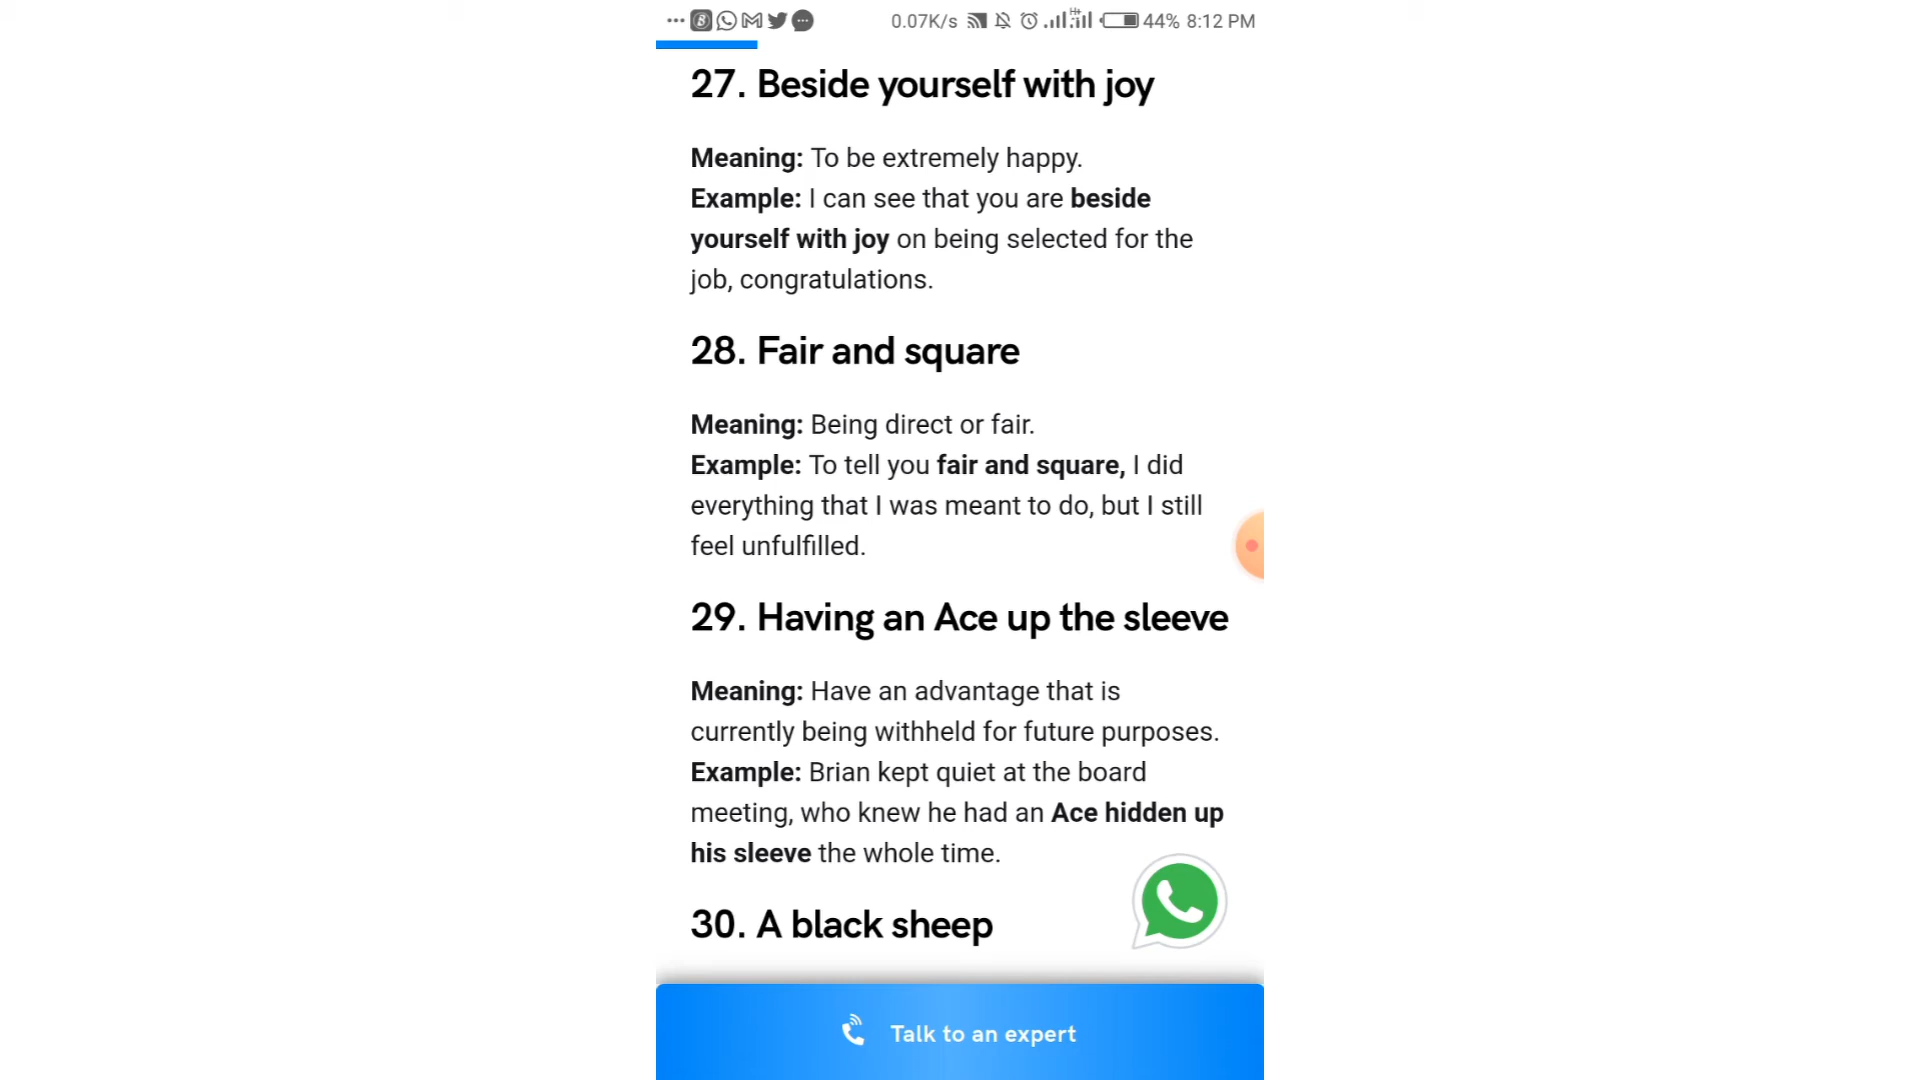 ... 0.07K/s H+ 44% 8:12 PM
27. Beside yourself with joy
Meaning: To be extremely happy.
Example: I can see that you are beside
yourself with joy on being selected for the
job, congratulations.
28. Fair and square
Meaning: Being direct or fair.
Example: To tell you fair and square, I did
everything that I was meant to do, but I still
feel unfulfilled.
29. Having an Ace up the sleeve
Meaning: Have an advantage that is
currently being withheld for future purposes.
Example: Brian kept quiet at the board
meeting, who knew he had an Ace hidden up
his sleeve the whole time.
30. A black sheep
Talk to an expert